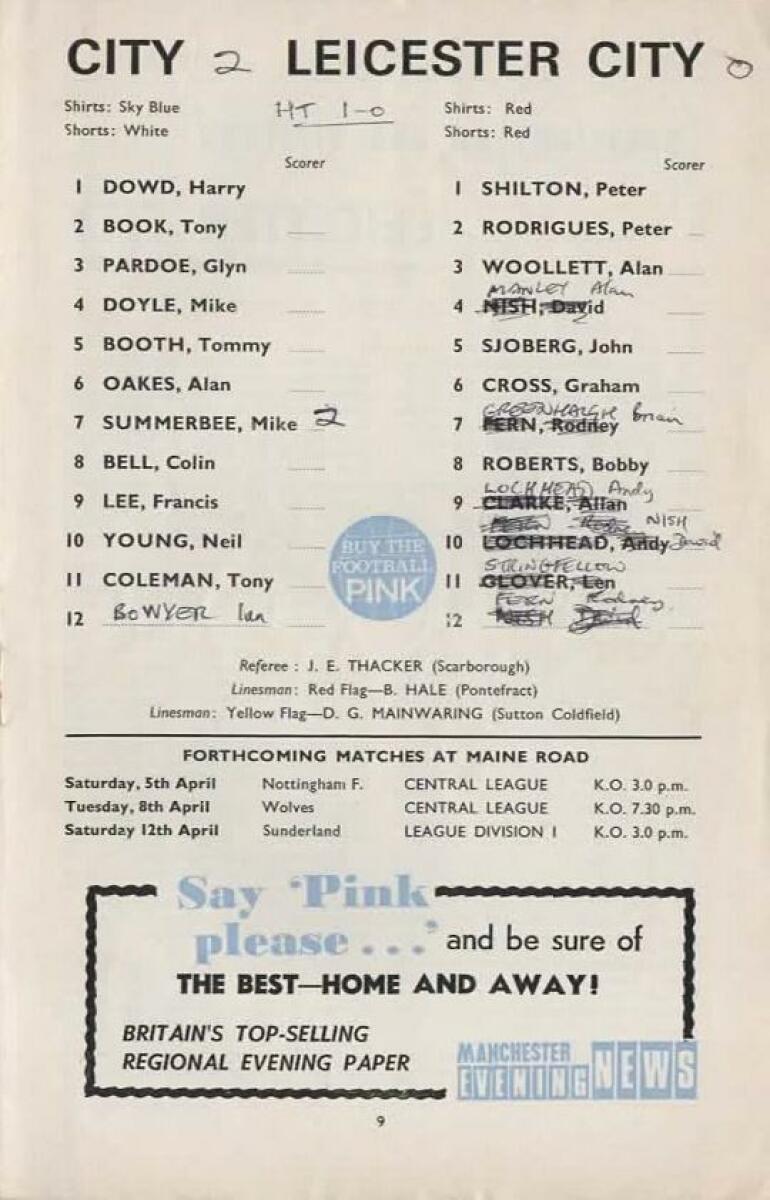 CITY 2 LEICESTER CITY 0
Shirts: Sky Blue HT 1-0 Shirts: Red
Shorts: White Shorts: Red
Scorer Scorer
1 DOWD, Harry 1 SHILTON, Peter
2 BOOK, Tony 2 RODRIGUES, Peter
3 PARDOE, Glyn 3 WOOLLETT, Alan
MANLEY Alan
4 DOYLE, Mike 4 NISH, David
5 BOOTH, Tommy 5 SJOBERG, John
6 OAKES, Alan 6 CROSS, Graham
GREENHALGH Brian
7 SUMMERBEE, Mike 2 7 FERN, Rodney
8 BELL, Colin 8 ROBERTS, Bobby
LOCKHEAD Andy
9 LEE, Francis 9 CLARKE, Allan
FERN NISH
10 YOUNG, Neil 10 LOCHHEAD, Andy David
STRINGFELLOW
11 COLEMAN, Tony 11 GLOVER, Len
FERN Rodney
12 BOWYER Ian 12 NISH David
BUY THE
FOOTBALL
PINK
Referee : J. E. THACKER (Scarborough)
Linesman: Red Flag—B. HALE (Pontefract)
Linesman: Yellow Flag—D. G. MAINWARING (Sutton Coldfield)
FORTHCOMING MATCHES AT MAINE ROAD
Saturday, 5th April Nottingham F. CENTRAL LEAGUE K.O. 3.0 p.m.
Tuesday, 8th April Wolves CENTRAL LEAGUE K.O. 7.30 p.m.
Saturday 12th April Sunderland LEAGUE DIVISION 1 K.O. 3.0 p.m.
Say 'Pink
please . . .' and be sure of
THE BEST—HOME AND AWAY!
BRITAIN'S TOP-SELLING
REGIONAL EVENING PAPER
MANCHESTER
EVENING NEWS
9